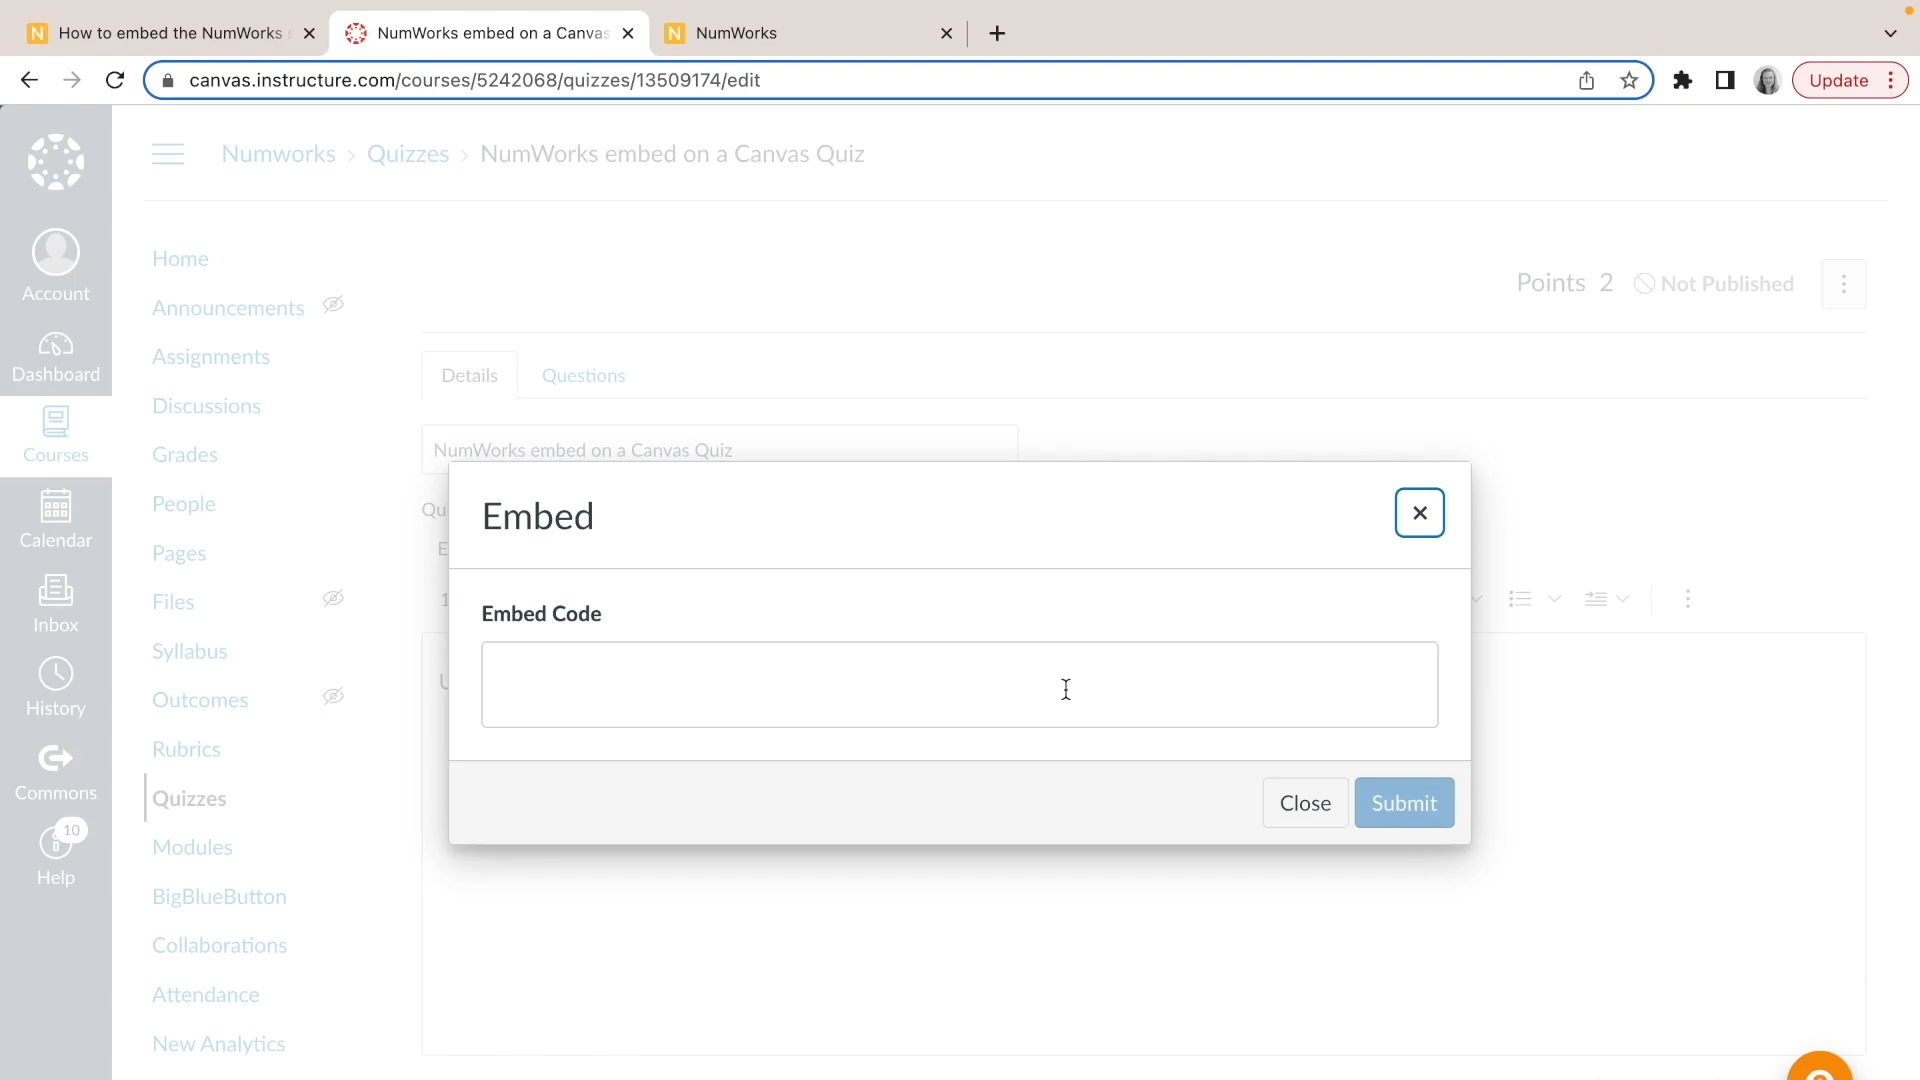 How to embed the NumWorks
NumWorks embed on a Canvas
NumWorks
canvas.instructure.com/courses/5242068/quizzes/13509174/edit
Update
Numworks > Quizzes > NumWorks embed on a Canvas Quiz
Account
Dashboard
Courses
Calendar
Inbox
History
Commons
10
Help
Home
Announcements
Assignments
Discussions
Grades
People
Pages
Files
Syllabus
Outcomes
Rubrics
Quizzes
Modules
BigBlueButton
Collaborations
Attendance
New Analytics
Points 2 Not Published
Details Questions
NumWorks embed on a Canvas Quiz
Embed
Embed Code
Close Submit